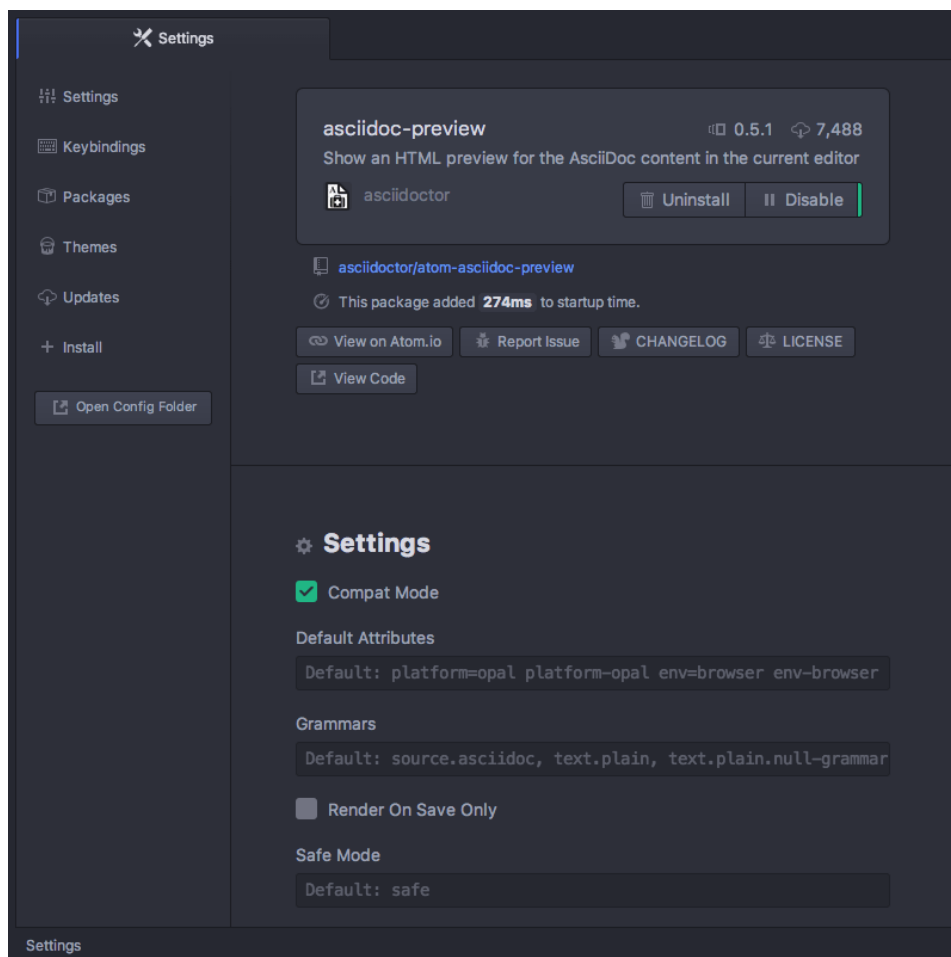 Settings
Settings
Keybindings
Packages
Themes
Updates
Install
Open Config Folder
asciidoc-preview 0.5.1 7,488
Show an HTML preview for the AsciiDoc content in the current editor
asciidoctor Uninstall Disable
asciidoctor/atom-asciidoc-preview
This package added 274ms to startup time.
View on Atom.io Report Issue CHANGELOG LICENSE
View Code
Settings
Compat Mode
Default Attributes
Default: platform=opal platform-opal env=browser env-browser
Grammars
Default: source.asciidoc, text.plain, text.plain.null-grammar
Render On Save Only
Safe Mode
Default: safe
Settings